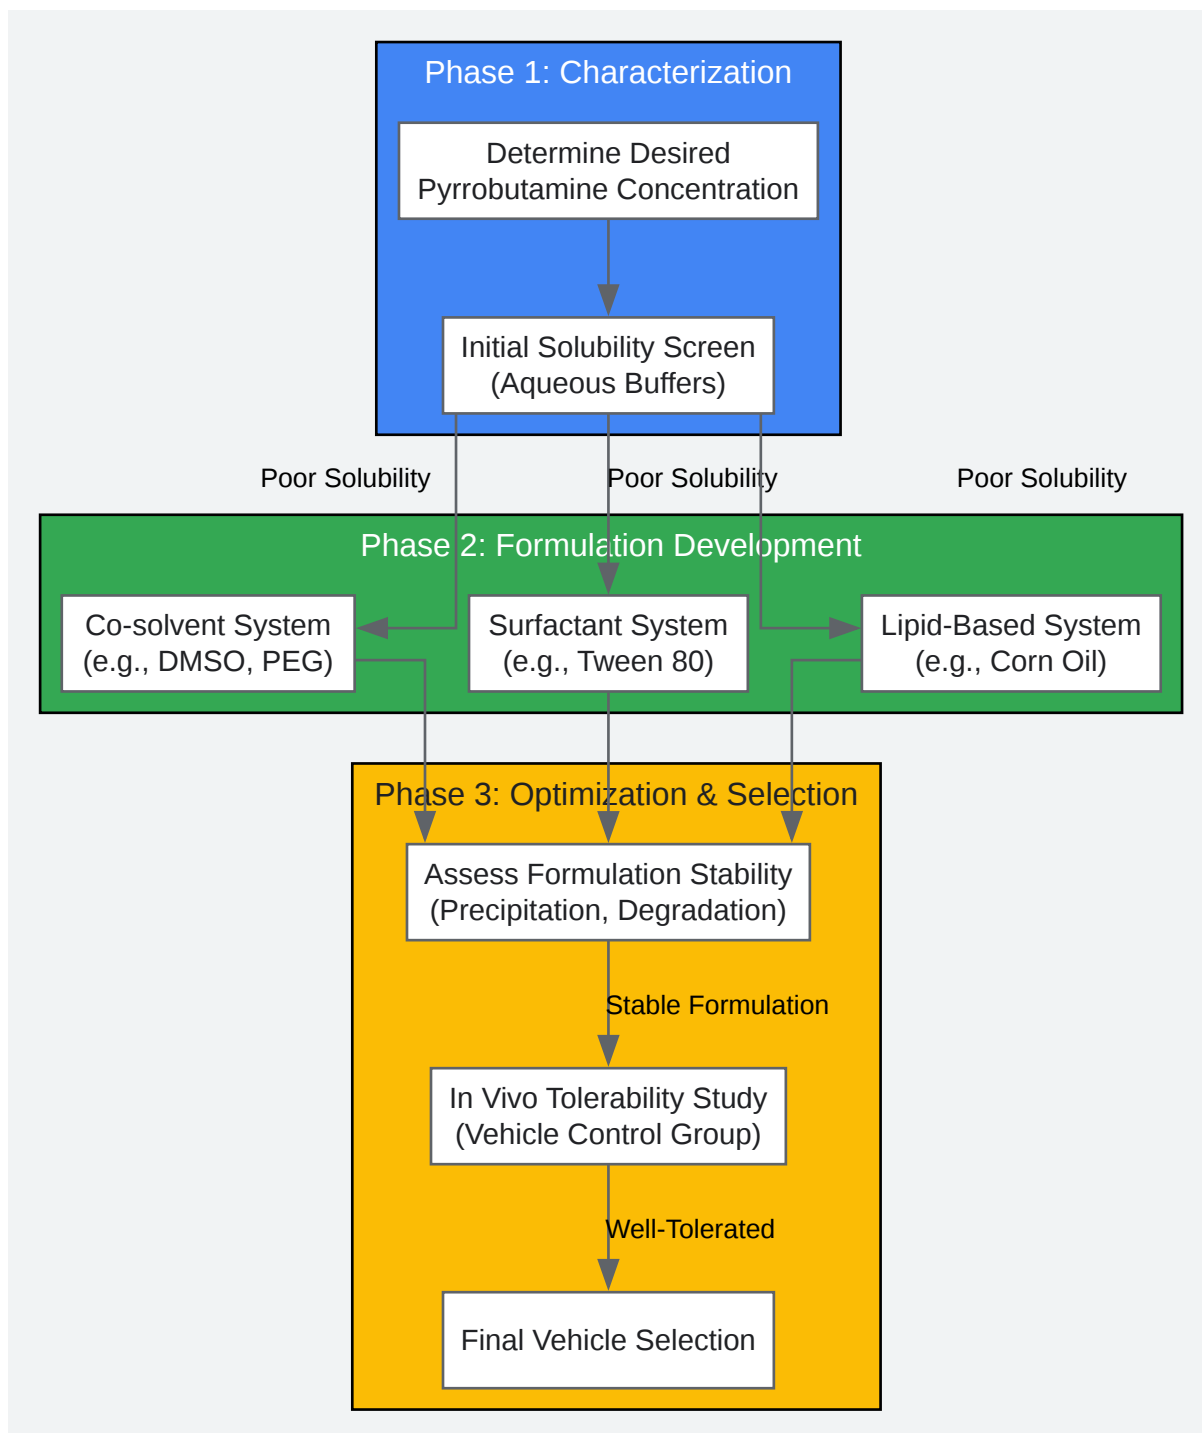 Phase 1: Characterization
Determine Desired
Pyrrobutamine Concentration
Initial Solubility Screen
(Aqueous Buffers)
Poor Solubility
Poor Solubility
Poor Solubility
Phase 2: Formulation Development
Co-solvent System
(e.g., DMSO, PEG)
Surfactant System
(e.g., Tween 80)
Lipid-Based System
(e.g., Corn Oil)
Phase 3: Optimization & Selection
Assess Formulation Stability
(Precipitation, Degradation)
Stable Formulation
In Vivo Tolerability Study
(Vehicle Control Group)
Well-Tolerated
Final Vehicle Selection